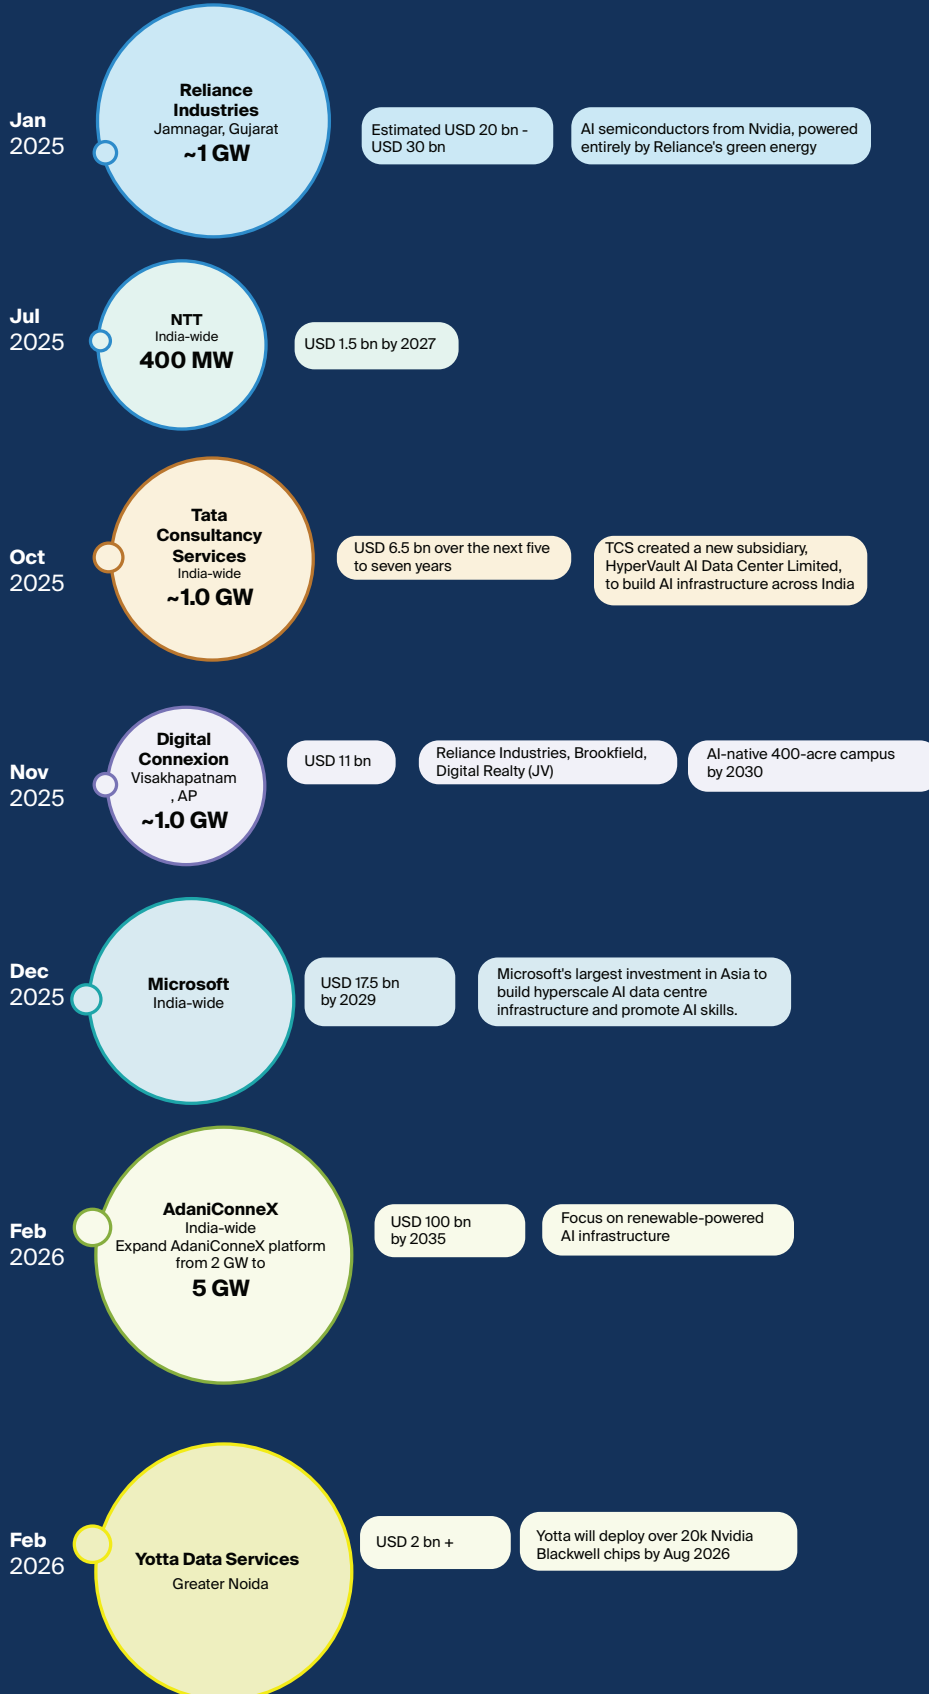 Jan
2025
Reliance
Industries
Jamnagar, Gujarat
~1 GW
Estimated USD 20 bn -
USD 30 bn
AI semiconductors from Nvidia, powered
entirely by Reliance's green energy
Jul
2025
NTT
India-wide
400 MW
USD 1.5 bn by 2027
Oct
2025
Tata
Consultancy
Services
India-wide
~1.0 GW
USD 6.5 bn over the next five
to seven years
TCS created a new subsidiary,
HyperVault AI Data Center Limited,
to build AI infrastructure across India
Nov
2025
Digital
Connexion
Visakhapatnam
, AP
~1.0 GW
USD 11 bn
Reliance Industries, Brookfield,
Digital Realty (JV)
AI-native 400-acre campus
by 2030
Dec
2025
Microsoft
India-wide
USD 17.5 bn
by 2029
Microsoft's largest investment in Asia to
build hyperscale AI data centre
infrastructure and promote AI skills.
Feb
2026
AdaniConneX
India-wide
Expand AdaniConneX platform
from 2 GW to
5 GW
USD 100 bn
by 2035
Focus on renewable-powered
AI infrastructure
Feb
2026
Yotta Data Services
Greater Noida
USD 2 bn +
Yotta will deploy over 20k Nvidia
Blackwell chips by Aug 2026